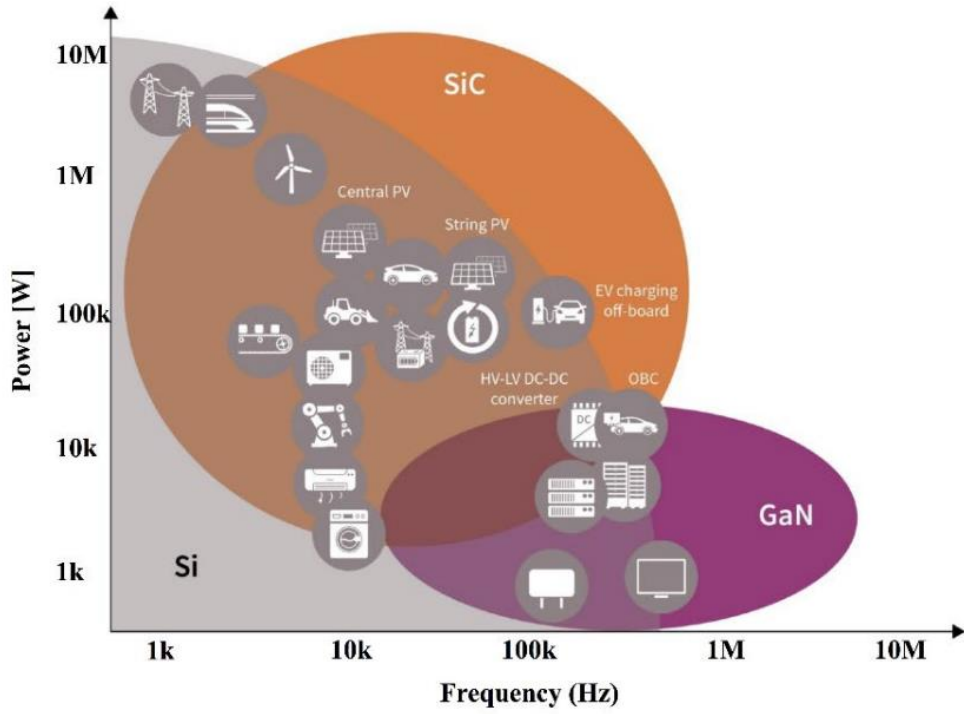 10M
SiC
1M
Central PV
String PV
Power [W]
100k
EV charging
off-board
HV-LV DC-DC
converter
OBC
DC
10k
GaN
Si
1k
1k
10k
100k
1M
10M
Frequency (Hz)